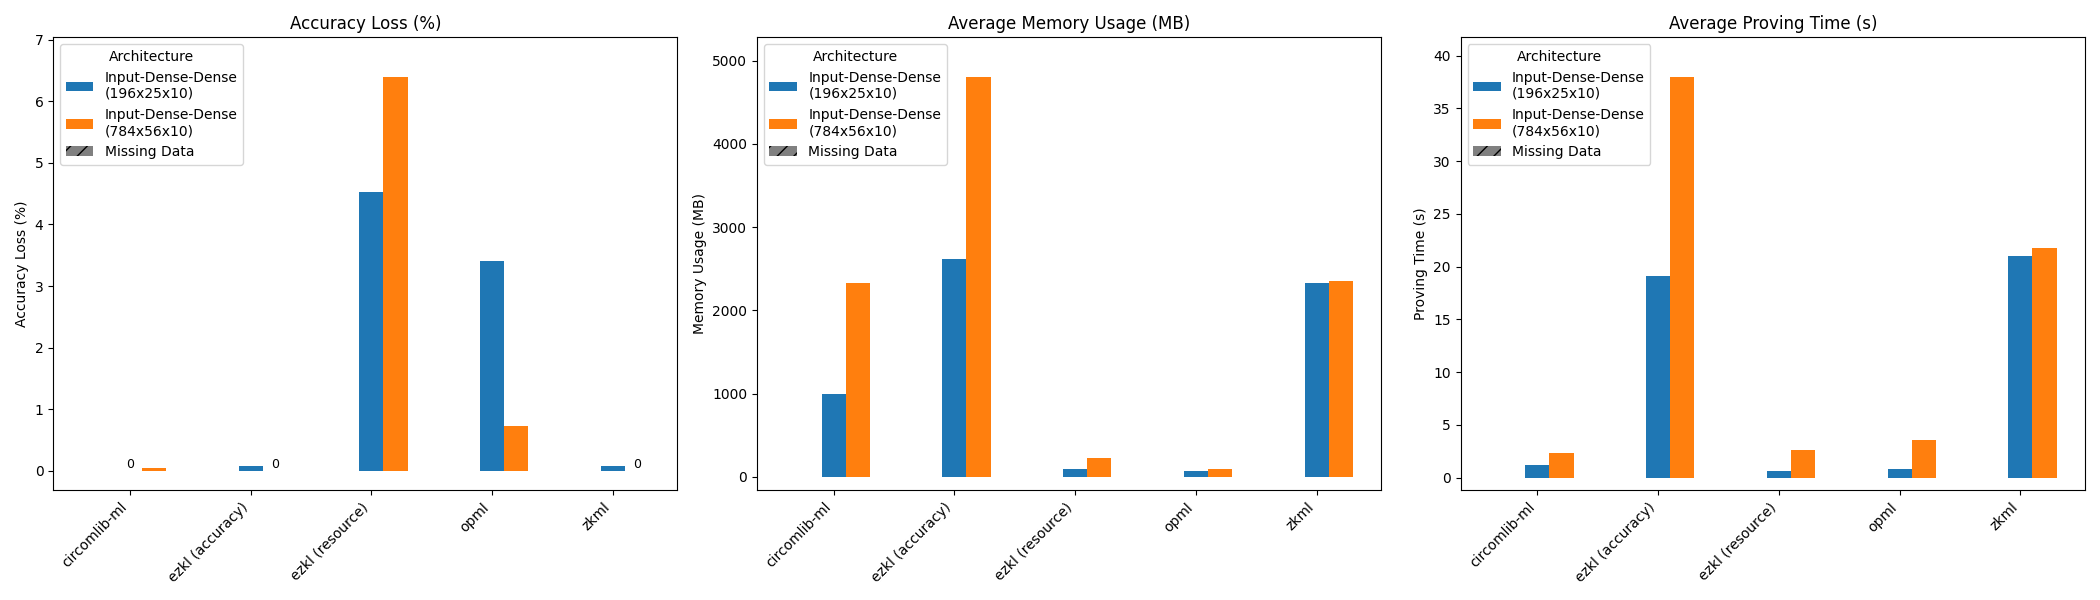 Accuracy Loss (%)
7
6
5
4
3
2
1
0
Accuracy Loss (%)
Architecture
Input-Dense-Dense
(196x25x10)
Input-Dense-Dense
(784x56x10)
Missing Data
0
0
0
circomlib-ml
ezkl (accuracy)
ezkl (resource)
opml
zkml
Average Memory Usage (MB)
5000
4000
3000
2000
1000
0
Memory Usage (MB)
Architecture
Input-Dense-Dense
(196x25x10)
Input-Dense-Dense
(784x56x10)
Missing Data
circomlib-ml
ezkl (accuracy)
ezkl (resource)
opml
zkml
Average Proving Time (s)
40
35
30
25
20
15
10
5
0
Proving Time (s)
Architecture
Input-Dense-Dense
(196x25x10)
Input-Dense-Dense
(784x56x10)
Missing Data
circomlib-ml
ezkl (accuracy)
ezkl (resource)
opml
zkml